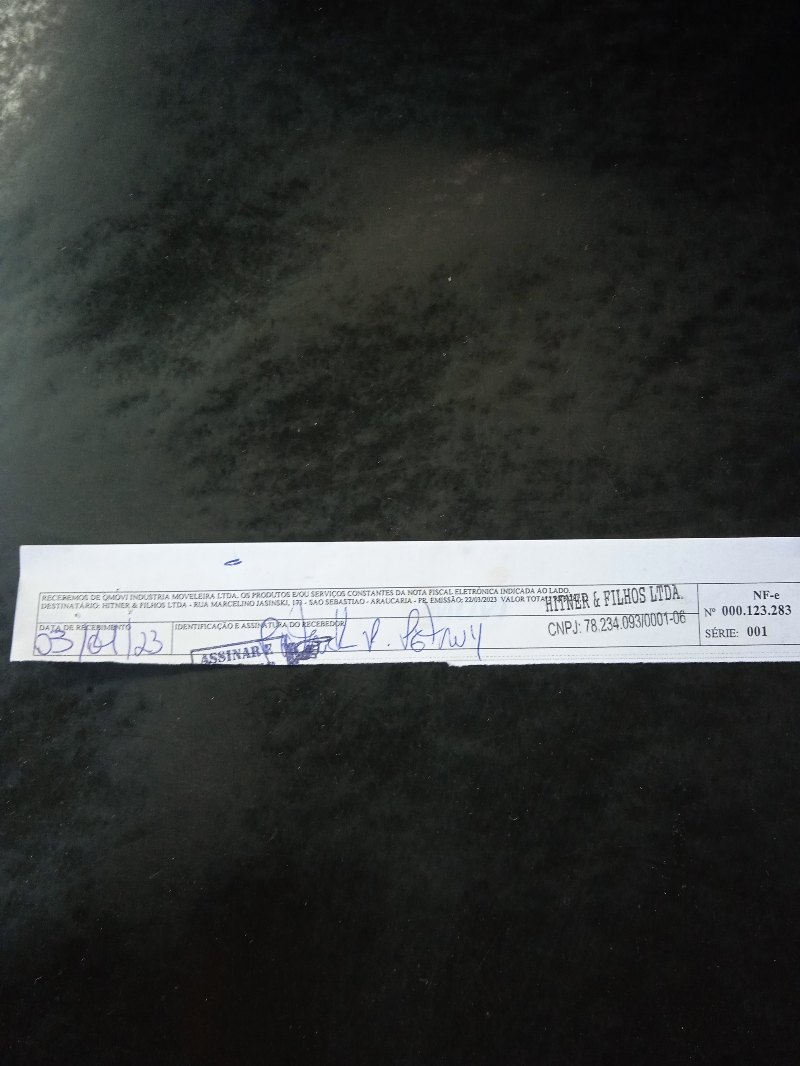 RECEBEMOS DE QMOVI INDUSTRIA MOVELEIRA LTDA. OS PRODUTOS E/OU SERVIÇOS CONSTANTES DA NOTA FISCAL ELETRÔNICA INDICADA AO LADO.
DESTINATÁRIO: HITNER & FILHOS LTDA - RUA MARCELINO JASINSKI, - SAO SEBASTIAO - ARAUCARIA - PR. EMISSÃO: 22/03/2023 VALOR TOTAL:
HITNER & FILHOS LTDA.
CNPJ: 78.234.093/0001-06
DATA DE RECEBIMENTO
03/04/23
IDENTIFICAÇÃO E ASSINATURA DO RECEBEDOR
ASSINAR E
NF-e
Nº 000.123.283
SÉRIE: 001